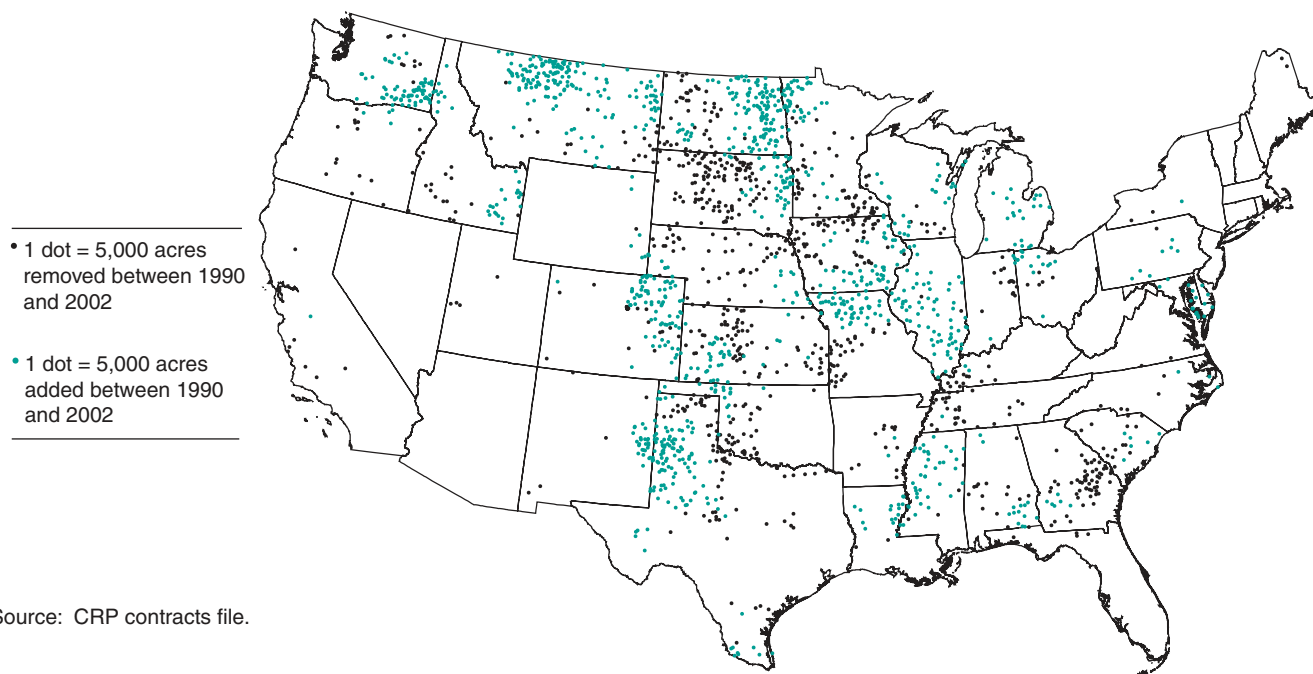 1 dot = 5,000 acres
removed between 1990
and 2002
1 dot = 5,000 acres
added between 1990
and 2002
Source: CRP contracts file.